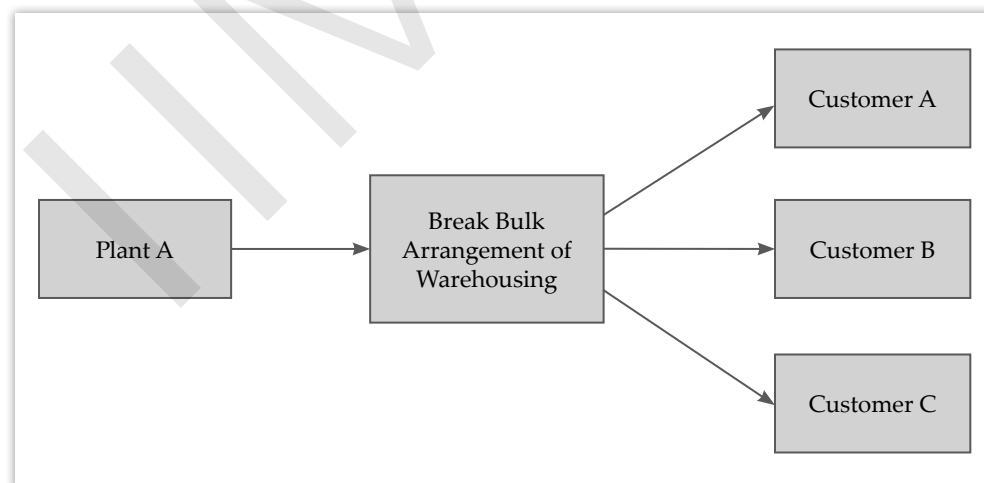 Customer A
Plant A
Break Bulk
Arrangement of
Warehousing
Customer B
Customer C